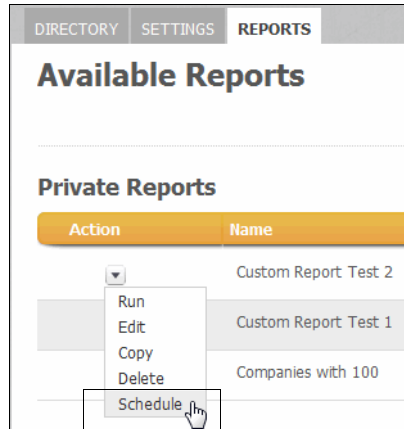 DIRECTORY SETTINGS REPORTS
Available Reports
Private Reports
Action Name
Custom Report Test 2
Run
Edit
Custom Report Test 1
Copy
Companies with 100
Delete
Schedule